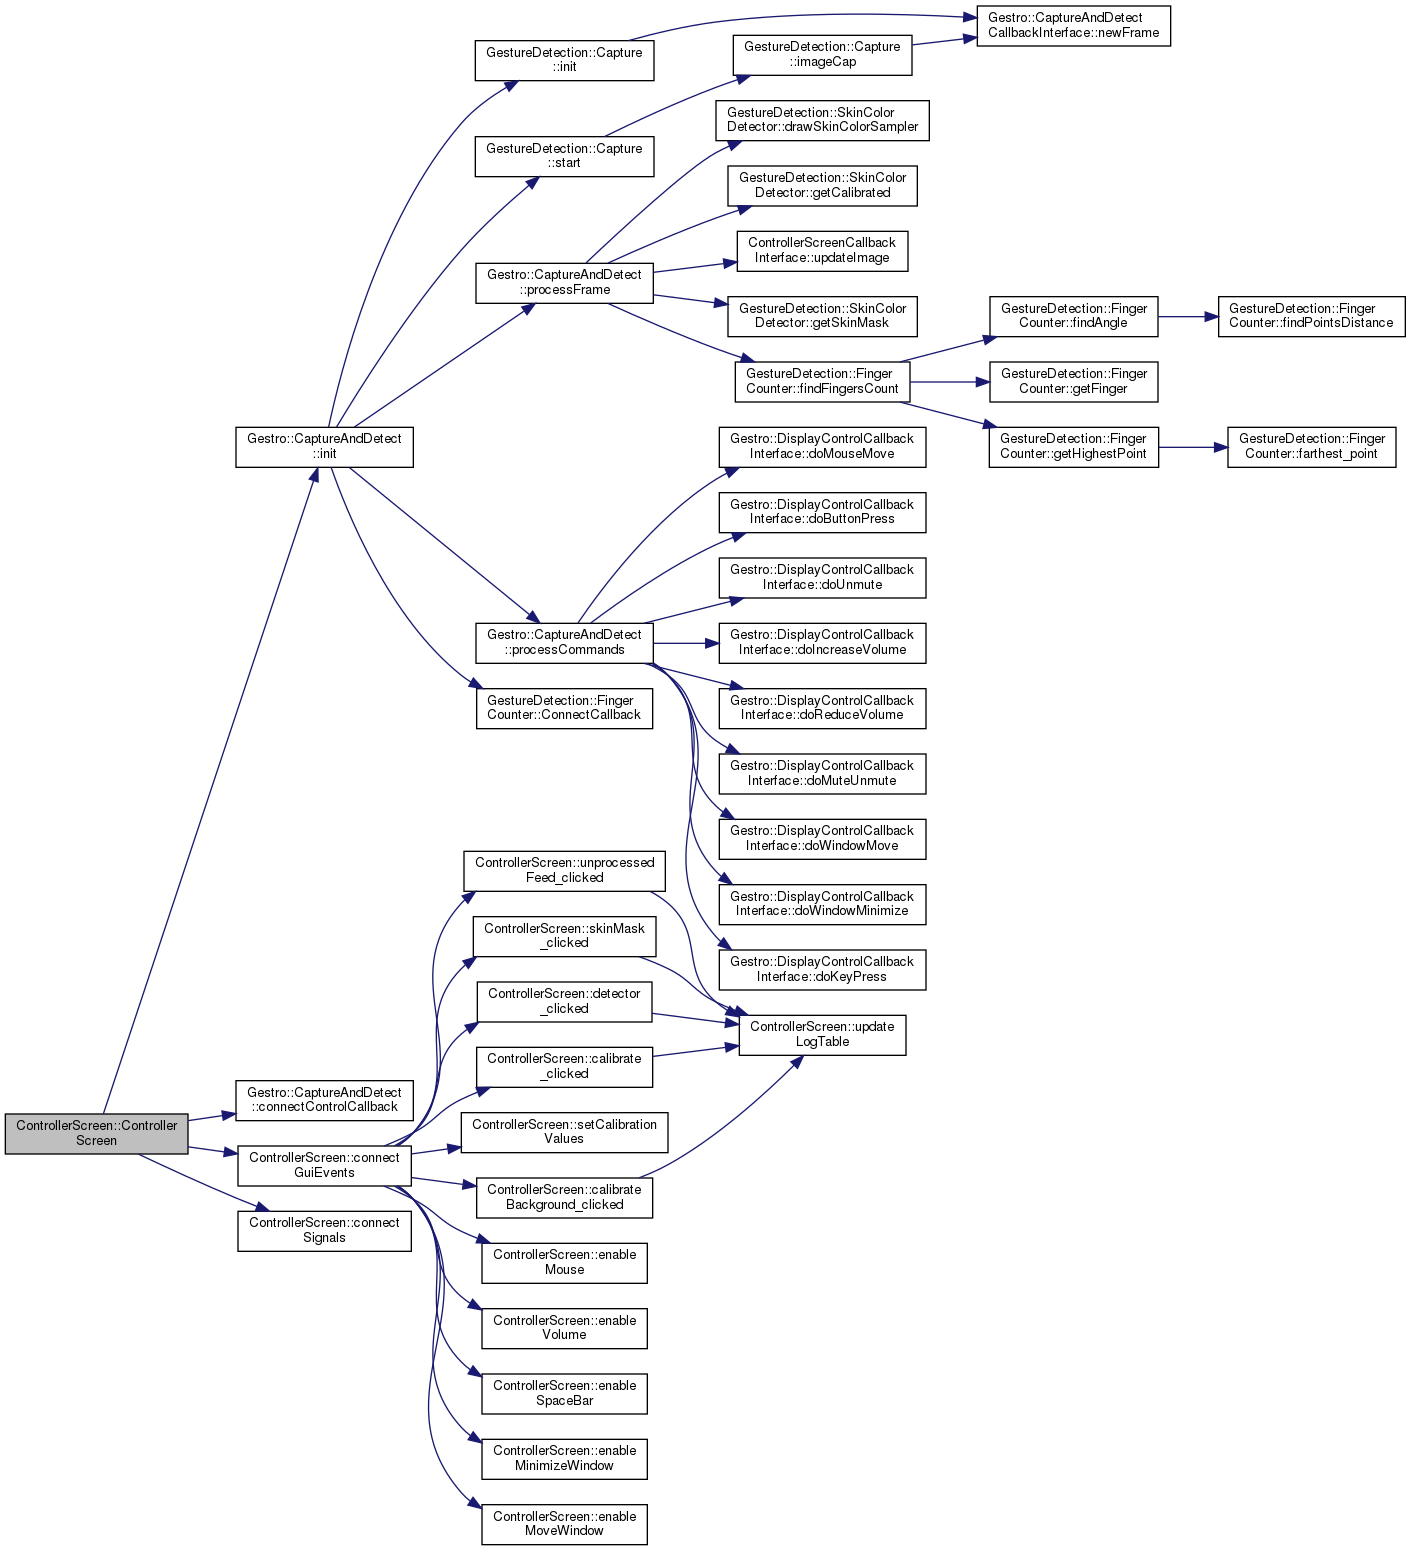 Gestro::CaptureAndDetect
CallbackInterface::newFrame
GestureDetection::Capture
::init
GestureDetection::Capture
::imageCap
GestureDetection::SkinColor
Detector::drawSkinColorSampler
GestureDetection::Capture
::start
GestureDetection::SkinColor
Detector::getCalibrated
ControllerScreenCallback
Interface::updateImage
Gestro::CaptureAndDetect
::processFrame
GestureDetection::SkinColor
Detector::getSkinMask
GestureDetection::Finger
Counter::findAngle
GestureDetection::Finger
Counter::findPointsDistance
GestureDetection::Finger
Counter::findFingersCount
GestureDetection::Finger
Counter::getFinger
Gestro::CaptureAndDetect
::init
Gestro::DisplayControlCallback
Interface::doMouseMove
GestureDetection::Finger
Counter::getHighestPoint
GestureDetection::Finger
Counter::farthest_point
Gestro::DisplayControlCallback
Interface::doButtonPress
Gestro::DisplayControlCallback
Interface::doUnmute
Gestro::CaptureAndDetect
::processCommands
Gestro::DisplayControlCallback
Interface::doIncreaseVolume
GestureDetection::Finger
Counter::ConnectCallback
Gestro::DisplayControlCallback
Interface::doReduceVolume
Gestro::DisplayControlCallback
Interface::doMuteUnmute
Gestro::DisplayControlCallback
Interface::doWindowMove
ControllerScreen::unprocessed
Feed_clicked
Gestro::DisplayControlCallback
Interface::doWindowMinimize
ControllerScreen::skinMask
_clicked
Gestro::DisplayControlCallback
Interface::doKeyPress
ControllerScreen::detector
_clicked
ControllerScreen::update
LogTable
ControllerScreen::calibrate
_clicked
Gestro::CaptureAndDetect
::connectControlCallback
ControllerScreen::Controller
Screen
ControllerScreen::setCalibration
Values
ControllerScreen::connect
GuiEvents
ControllerScreen::calibrate
Background_clicked
ControllerScreen::connect
Signals
ControllerScreen::enable
Mouse
ControllerScreen::enable
Volume
ControllerScreen::enable
SpaceBar
ControllerScreen::enable
MinimizeWindow
ControllerScreen::enable
MoveWindow